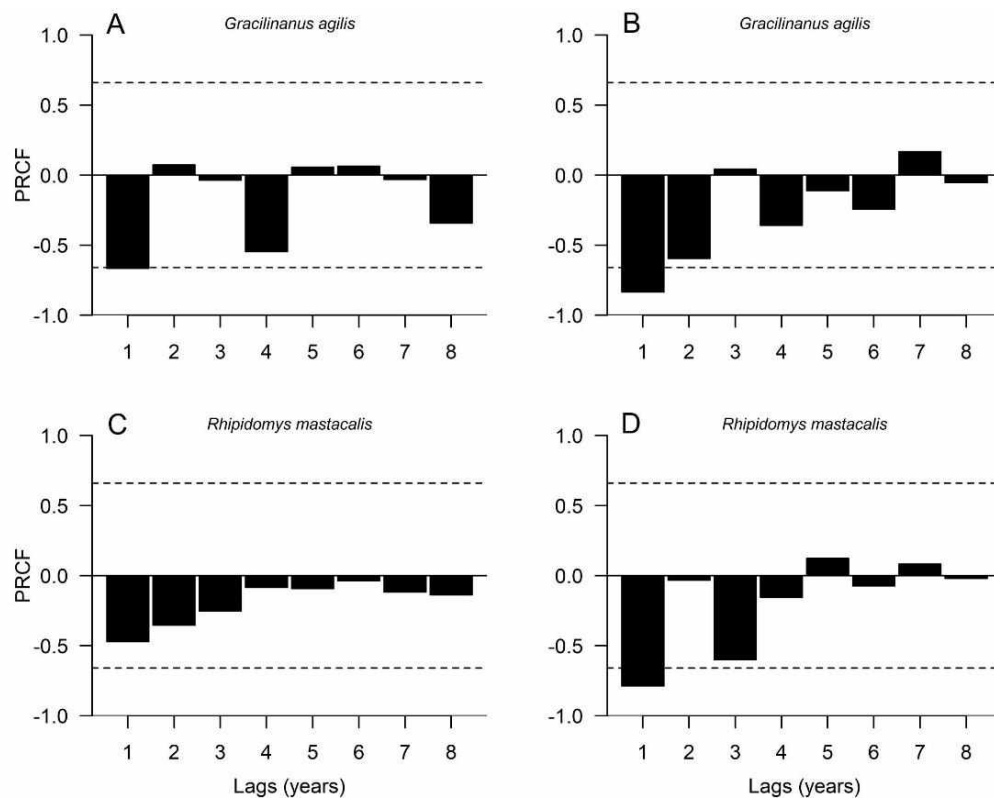 A
Gracilinanus agilis
1.0
0.5
0.0
-0.5
-1.0
PRCF
1 2 3 4 5 6 7 8
B
Gracilinanus agilis
1.0
0.5
0.0
-0.5
-1.0
1 2 3 4 5 6 7 8
C
Rhipidomys mastacalis
1.0
0.5
0.0
-0.5
-1.0
PRCF
1 2 3 4 5 6 7 8
Lags (years)
D
Rhipidomys mastacalis
1.0
0.5
0.0
-0.5
-1.0
1 2 3 4 5 6 7 8
Lags (years)